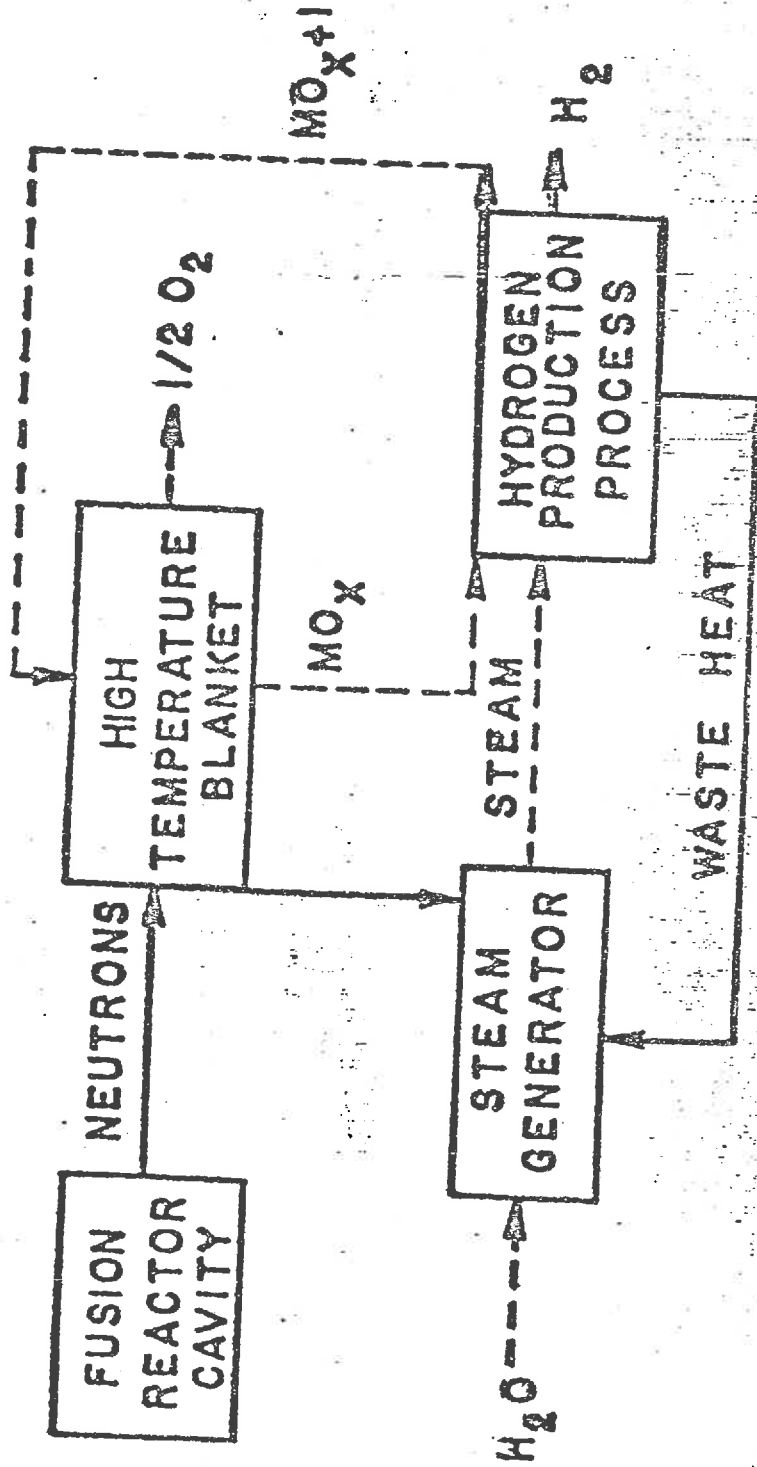 FUSION
REACTOR
CAVITY
NEUTRONS
HIGH
TEMPERATURE
BLANKET
1/2 O₂
MOₓ₊₁
MOₓ
H₂O
STEAM
GENERATOR
STEAM
HYDROGEN
PRODUCTION
PROCESS
H₂
WASTE HEAT